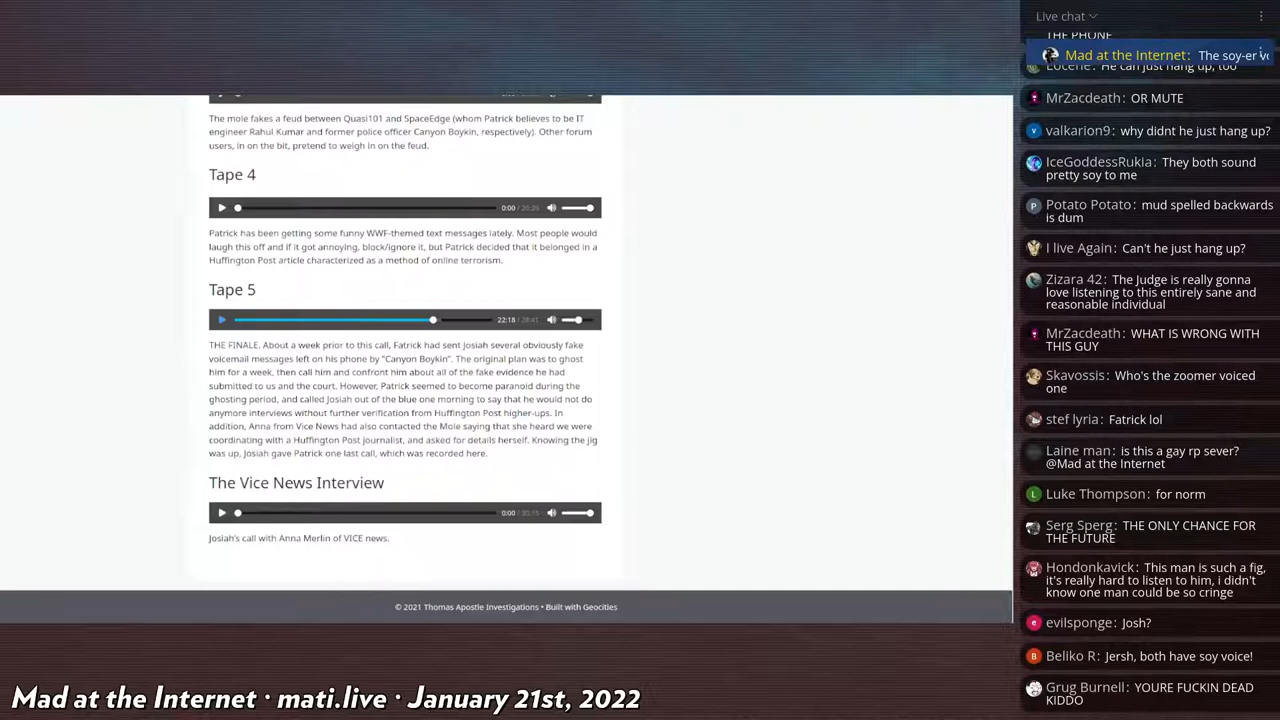 The mole fakes a feud between Quasi101 and SpaceEdge (whom Patrick believes to be IT
engineer Rahul Kumar and former police officer Canyon Boykin, respectively). Other forum
users, in on the bit, pretend to weigh in on the feud.
Tape 4
0:00 /
Patrick has been getting some funny WWF-themed text messages lately. Most people would
laugh this off and if it got annoying, block/ignore it, but Patrick decided that it belonged in a
Huffington Post article characterized as a method of online terrorism.
Tape 5
22:18 / 28:41
THE FINALE. About a week prior to this call, Fatrick had sent Josiah several obviously fake
voicemail messages left on his phone by "Canyon Boykin". The original plan was to ghost
him for a week, then call him and confront him about all of the fake evidence he had
submitted to us and the court. However, Patrick seemed to become paranoid during the
ghosting period, and called Josiah out of the blue one morning to say that he would not do
anymore interviews without further verification from Huffington Post higher-ups. In
addition, Anna from Vice News had also contacted the Mole saying that she heard we were
coordinating with a Huffington Post journalist, and asked for details herself. Knowing the jig
was up, Josiah gave Patrick one last call, which was recorded here.
The Vice News Interview
0:00 /
Josiah's call with Anna Merlin of VICE news.
© 2021 Thomas Apostle Investigations • Built with Geocities
Mad at the Internet · mati.live · January 21st, 2022
Live chat
THE PHONE
Mad at the Internet: The soy-er
Eocene: He can just hang up, too
MrZacdeath: OR MUTE
valkarion9: why didnt he just hang up?
IceGoddessRukia: They both sound
pretty soy to me
Potato Potato: mud spelled backwards
is dum
I live Again: Can't he just hang up?
Zizara 42: The Judge is really gonna
love listening to this entirely sane and
reasonable individual
MrZacdeath: WHAT IS WRONG WITH
THIS GUY
Skavossis: Who's the zoomer voiced
one
stef lyria: Fatrick lol
Laine man: is this a gay rp sever?
@Mad at the Internet
Luke Thompson: for norm
Serg Sperg: THE ONLY CHANCE FOR
THE FUTURE
Hondonkavick: This man is such a fig,
it's really hard to listen to him, i didn't
know one man could be so cringe
evilsponge: Josh?
Beliko R: Jersh, both have soy voice!
Grug Burnell: YOURE FUCKIN DEAD
KIDDO